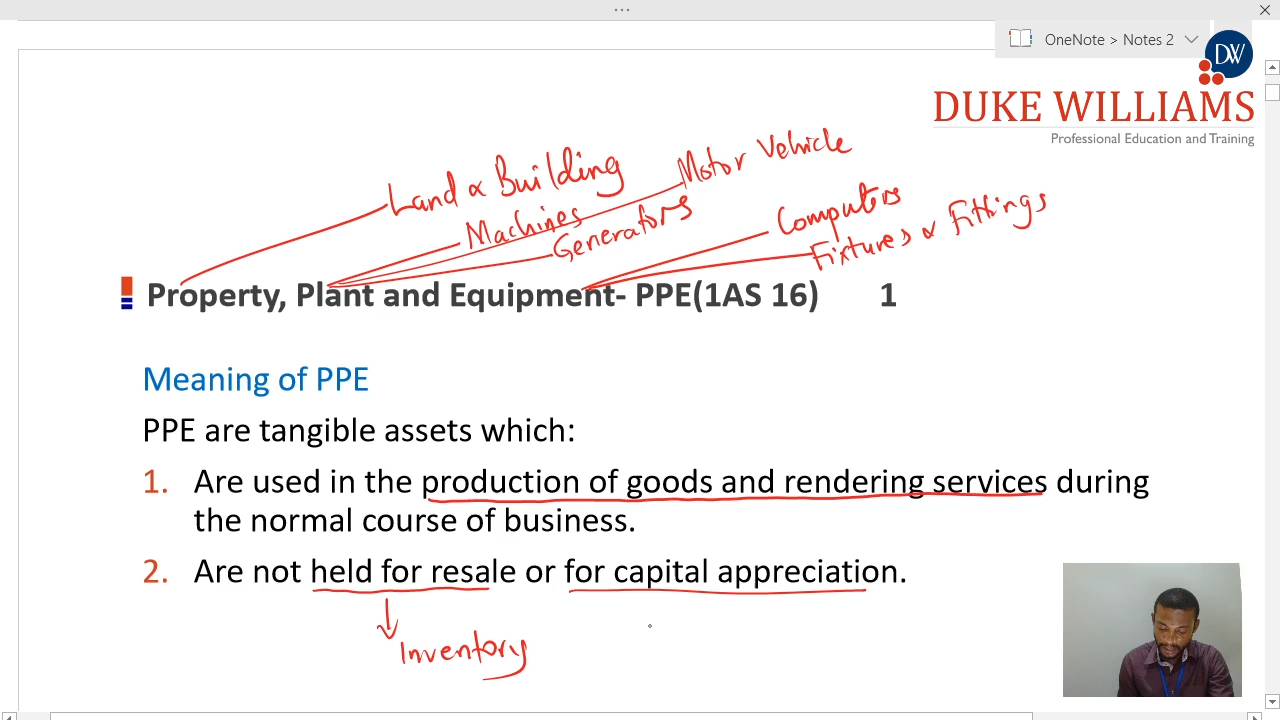 OneNote > Notes 2
DW
DUKE WILLIAMS
Professional Education and Training
Land & Building
Motor Vehicle
Machines
Generators
Computers
Fixtures & Fittings
Property, Plant and Equipment- PPE(1AS 16) 1
Meaning of PPE
PPE are tangible assets which:
1. Are used in the production of goods and rendering services during
the normal course of business.
2. Are not held for resale or for capital appreciation.
Inventory